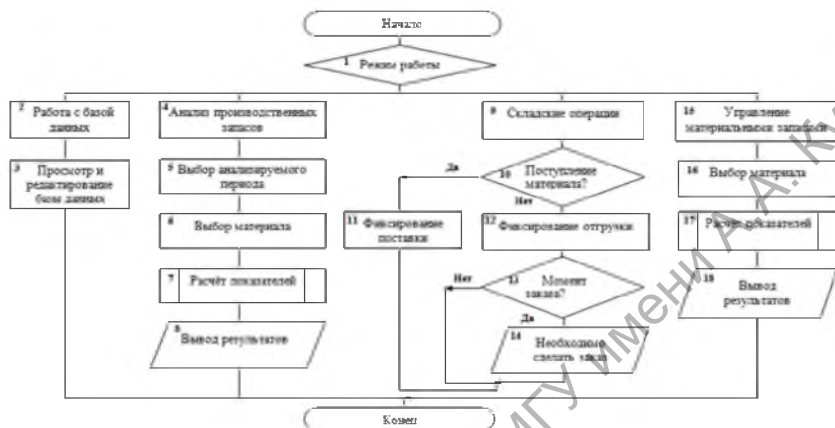 Начало
1 Режим работы
2 Работа с базой
данных
3 Просмотр и
редактирование
базы данных
4 Анализ производственных
запасов
5 Выбор анализируемого
периода
6 Выбор материала
7 Расчёт показателей
8 Вывод результатов
9 Складские операции
10 Поступление
материала?
Да
Нет
11 Фиксирование
поставки
12 Фиксирование отгрузки
13 Момент
заказа?
Нет
Да
14 Необходимо
сделать заказ
15 Управление
материальными запасами
16 Выбор материала
17 Расчёт показателей
18 Вывод
результатов
Конец
МГУ имени А.А. К